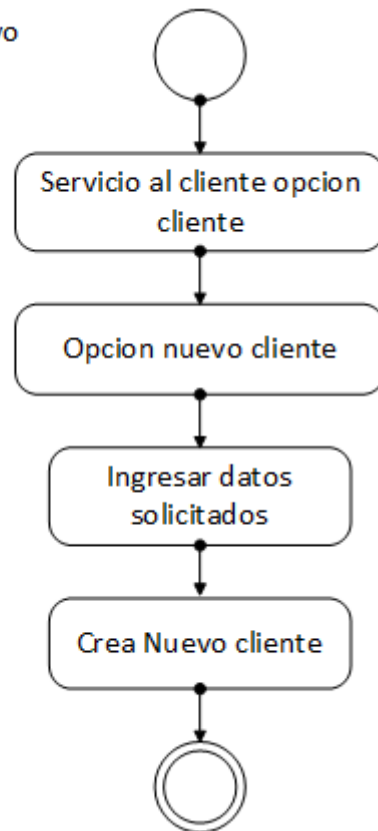 Servicio al cliente opcion
cliente
Opcion nuevo cliente
Ingresar datos
solicitados
Crea Nuevo cliente